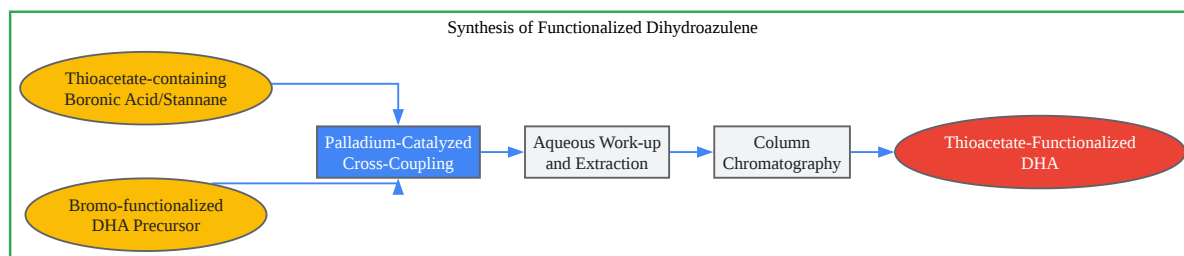 Synthesis of Functionalized Dihydroazulene
Thioacetate-containing
Boronic Acid/Stannane
Palladium-Catalyzed
Cross-Coupling
Aqueous Work-up
and Extraction
Column
Chromatography
Thioacetate-Functionalized
DHA
Bromo-functionalized
DHA Precursor